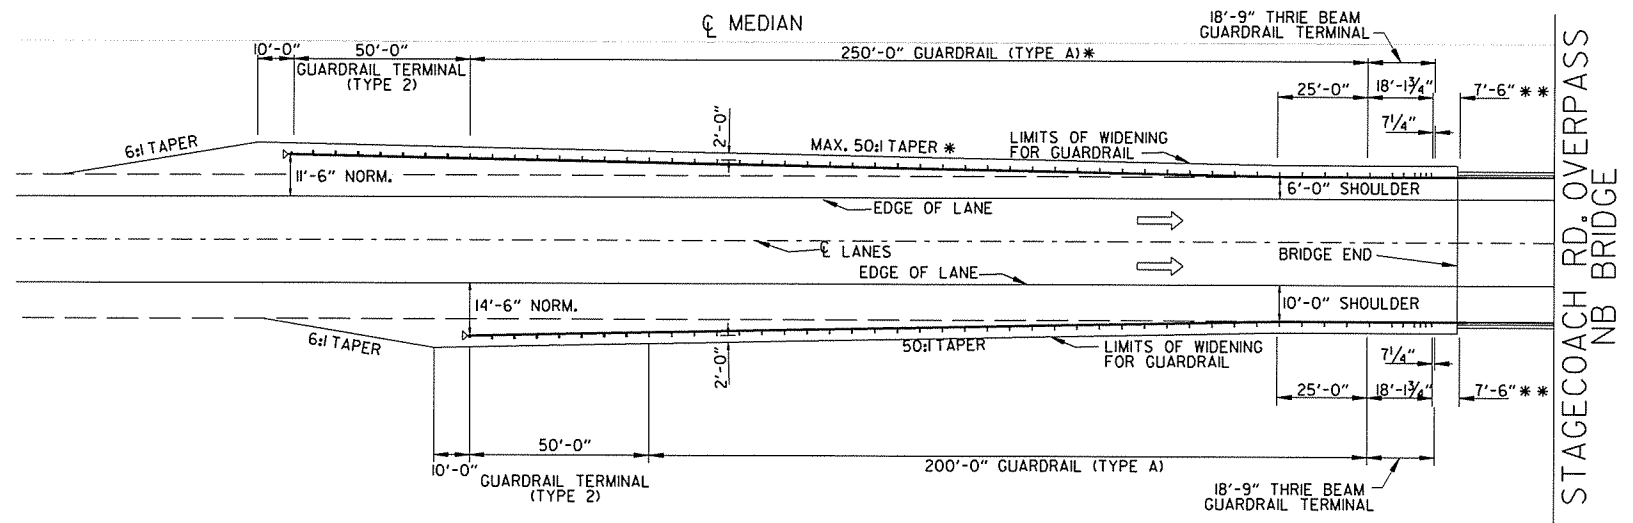 ℄ MEDIAN
18'-9" THRIE BEAM
GUARDRAIL TERMINAL
10'-0"
50'-0"
250'-0" GUARDRAIL (TYPE A)*
GUARDRAIL TERMINAL
(TYPE 2)
25'-0"
18'-1¾"
7'-6" **
7¼"
2'-0"
6:1 TAPER
MAX. 50:1 TAPER *
LIMITS OF WIDENING
FOR GUARDRAIL
11'-6" NORM.
6'-0" SHOULDER
EDGE OF LANE
℄ LANES
BRIDGE END
EDGE OF LANE
14'-6" NORM.
10'-0" SHOULDER
6:1 TAPER
2'-0"
50:1 TAPER
LIMITS OF WIDENING
FOR GUARDRAIL
7¼"
25'-0"
18'-1¾"
7'-6" **
10'-0"
50'-0"
200'-0" GUARDRAIL (TYPE A)
GUARDRAIL TERMINAL
(TYPE 2)
18'-9" THRIE BEAM
GUARDRAIL TERMINAL
STAGECOACH RD. OVERPASS
NB BRIDGE